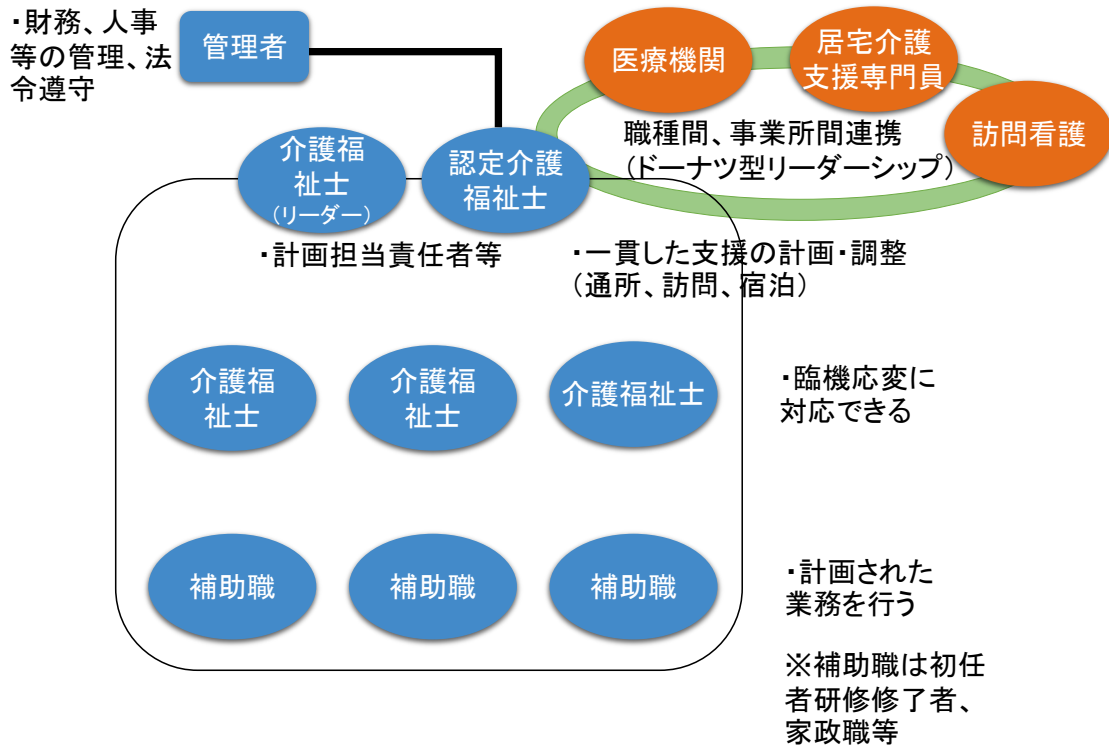 ・財務、人事
等の管理、法
令遵守
管理者
医療機関
居宅介護
支援専門員
訪問看護
職種間、事業所間連携
（ドーナツ型リーダーシップ）
介護福
祉士
（リーダー）
認定介護
福祉士
・計画担当責任者等
・一貫した支援の計画・調整
（通所、訪問、宿泊）
介護福
祉士
介護福
祉士
介護福祉士
・臨機応変に
対応できる
補助職
補助職
補助職
・計画された
業務を行う
※補助職は初任
者研修修了者、
家政職等